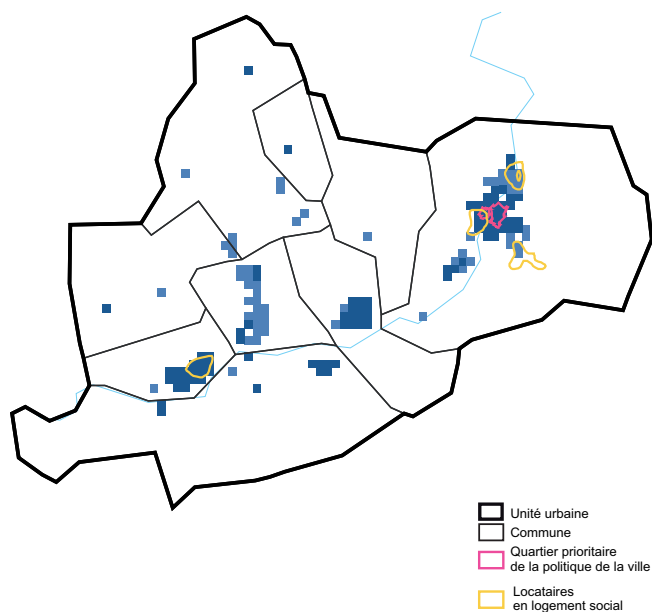 Unité urbaine
Commune
Quartier prioritaire
de la politique de la ville
Locataires
en logement social